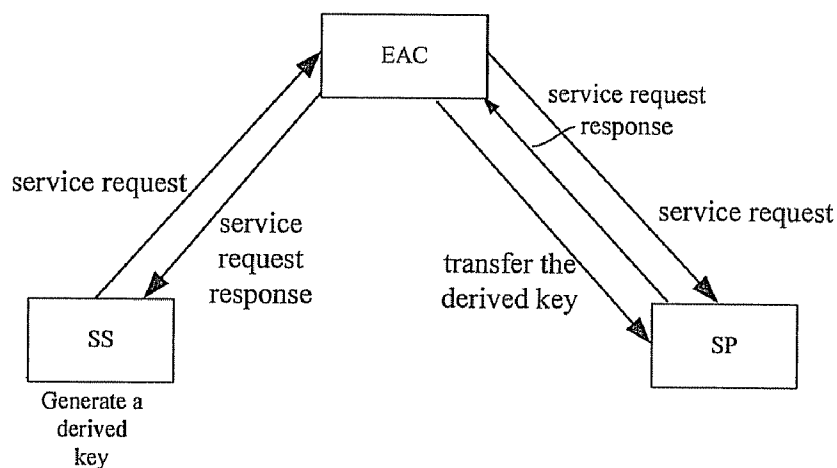 EAC
service request
response
service request
service request
service
request
response
transfer the
derived key
SS
SP
Generate a
derived
key